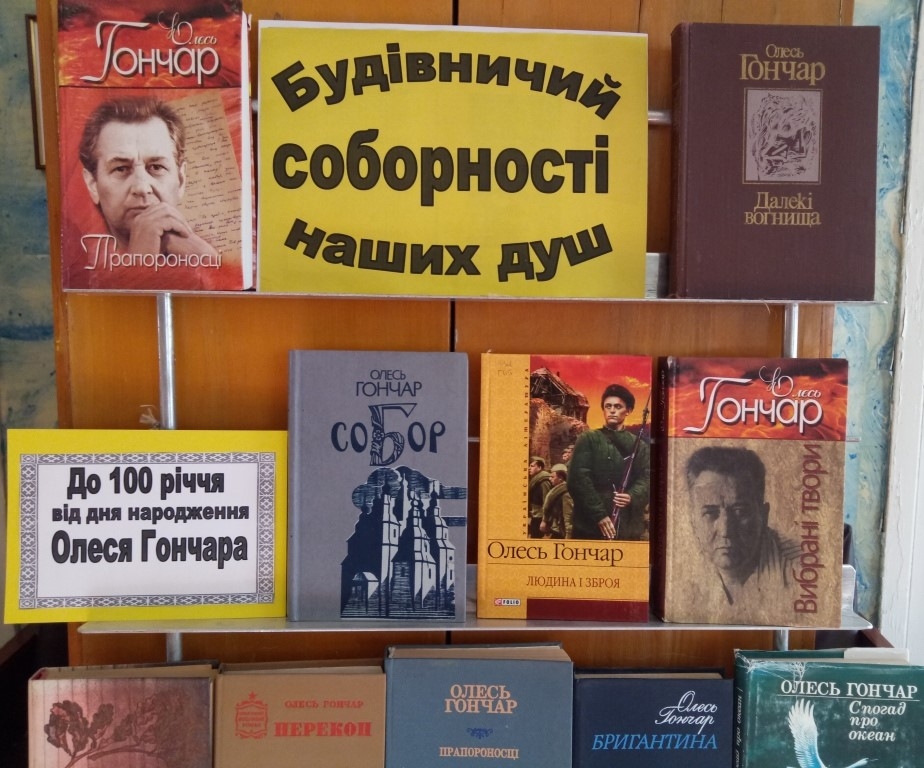 Олесь
Гончар
Прапороносці
Будівничий
соборності
наших душ
Олесь
Гончар
Далекі
вогнища
До 100 річчя
від дня народження
Олеся Гончара
ОЛЕСЬ
ГОНЧАР
СОБОР
Олесь Гончар
ЛЮДИНА І ЗБРОЯ
FOLIO
Олесь
Гончар
Вибрані твори
ОЛЕСЬ ГОНЧАР
ПЕРЕКОП
ОЛЕСЬ
ГОНЧАР
ПРАПОРОНОСЦІ
Олесь
Гончар
БРИГАНТИНА
ОЛЕСЬ ГОНЧАР
Спогад
про
океан